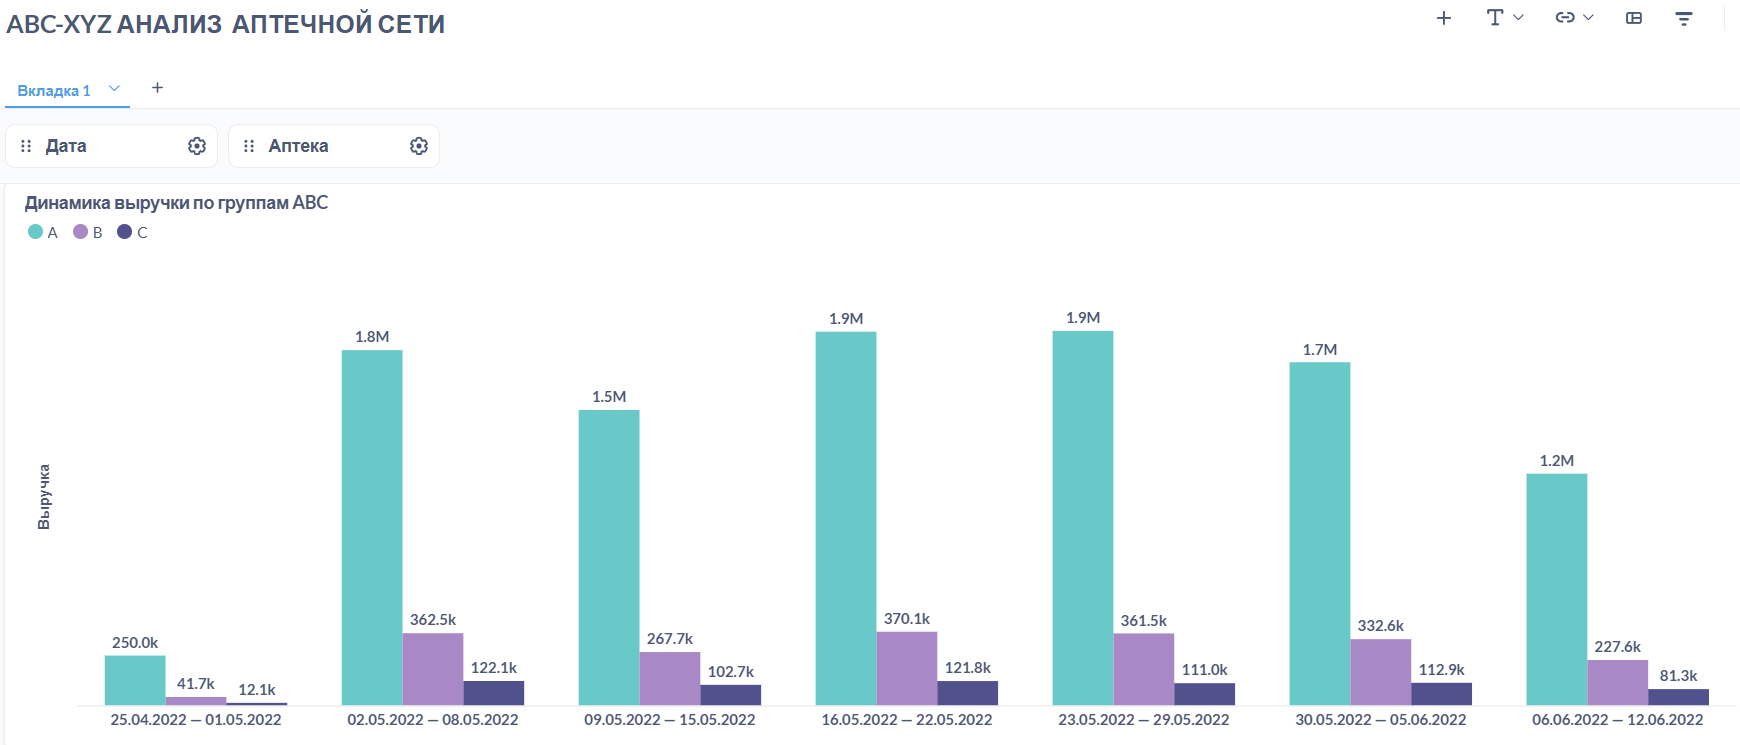 ABC-XYZ АНАЛИЗ АПТЕЧНОЙ СЕТИ
Вкладка 1
Дата
Аптека
Динамика выручки по группам ABC
A B C
Выручка
250.0k 41.7k 12.1k
1.8M 362.5k 122.1k
1.5M 267.7k 102.7k
1.9M 370.1k 121.8k
1.9M 361.5k 111.0k
1.7M 332.6k 112.9k
1.2M 227.6k 81.3k
25.04.2022 — 01.05.2022 02.05.2022 — 08.05.2022 09.05.2022 — 15.05.2022 16.05.2022 — 22.05.2022 23.05.2022 — 29.05.2022 30.05.2022 — 05.06.2022 06.06.2022 — 12.06.2022